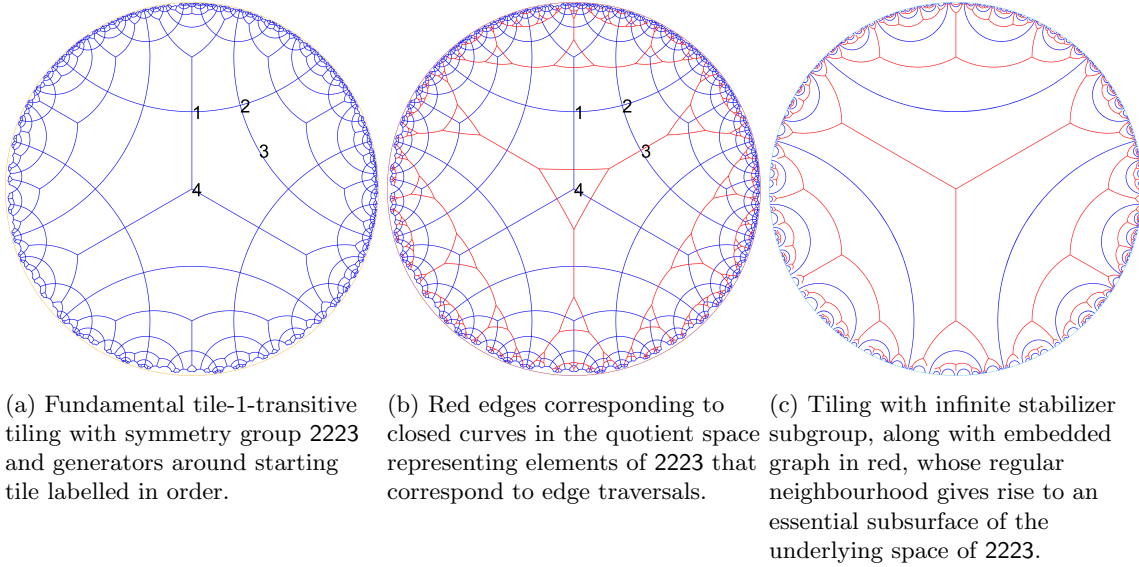 1
2
3
4
1
2
3
4
(a) Fundamental tile-1-transitive
tiling with symmetry group 2223
and generators around starting
tile labelled in order.
(b) Red edges corresponding to
closed curves in the quotient space
representing elements of 2223 that
correspond to edge traversals.
(c) Tiling with infinite stabilizer
subgroup, along with embedded
graph in red, whose regular
neighbourhood gives rise to an
essential subsurface of the
underlying space of 2223.